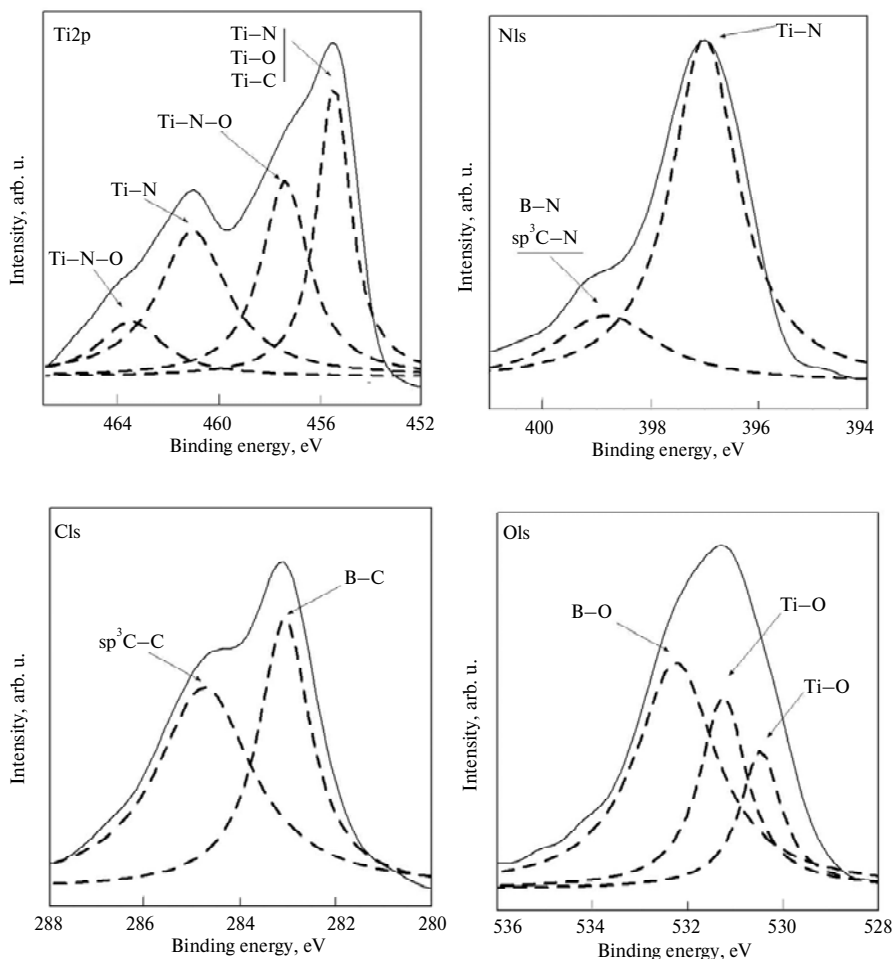 Ti2p
Ti–N
Ti–O
Ti–C
Ti–N–O
Ti–N
Ti–N–O
Intensity, arb. u.
464 460 456 452
Binding energy, eV
Nls
Ti–N
B–N
sp³C–N
Intensity, arb. u.
400 398 396 394
Binding energy, eV
Cls
B–C
sp³C–C
Intensity, arb. u.
288 286 284 282 280
Binding energy, eV
Ols
B–O
Ti–O
Ti–O
Intensity, arb. u.
536 534 532 530 528
Binding energy, eV